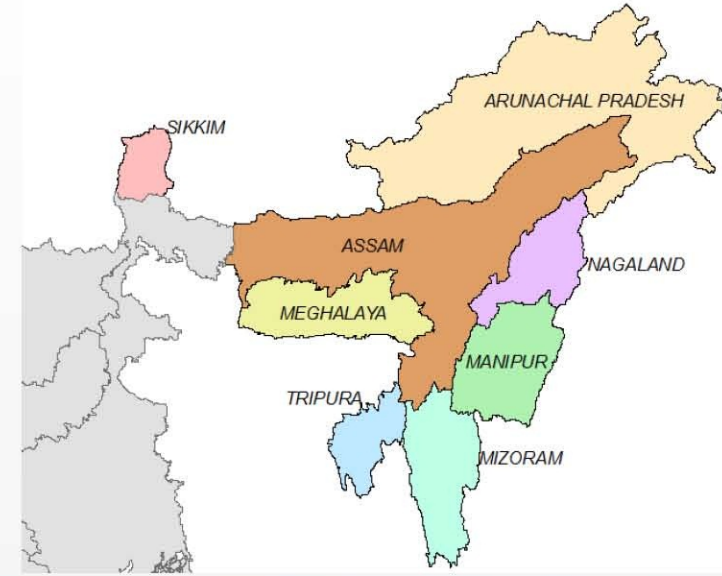 ARUNACHAL PRADESH
SIKKIM
ASSAM
NAGALAND
MEGHALAYA
MANIPUR
TRIPURA
MIZORAM